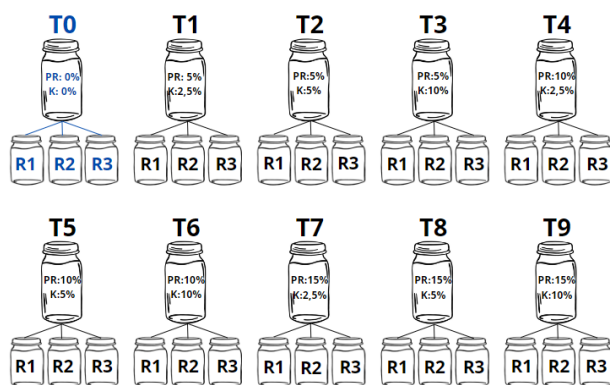 T0 T1 T2 T3 T4
PR: 0% PR: 5% PR:5% PR:5% PR:10%
K: 0% K:2,5% K:5% K:10% K:2,5%
R1 R2 R3 R1 R2 R3 R1 R2 R3 R1 R2 R3 R1 R2 R3
T5 T6 T7 T8 T9
PR:10% PR:10% PR:15% PR:15% PR:15%
K:5% K:10% K:2,5% K:5% K:10%
R1 R2 R3 R1 R2 R3 R1 R2 R3 R1 R2 R3 R1 R2 R3